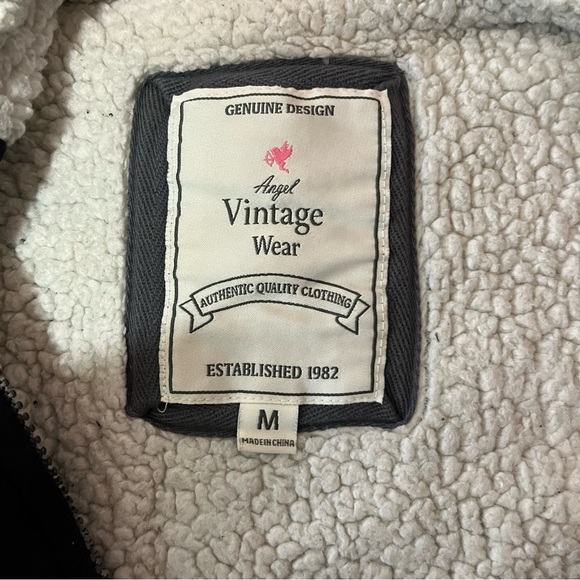 GENUINE DESIGN
Angel
Vintage
Wear
AUTHENTIC QUALITY CLOTHING
ESTABLISHED 1982
M
MADE IN CHINA